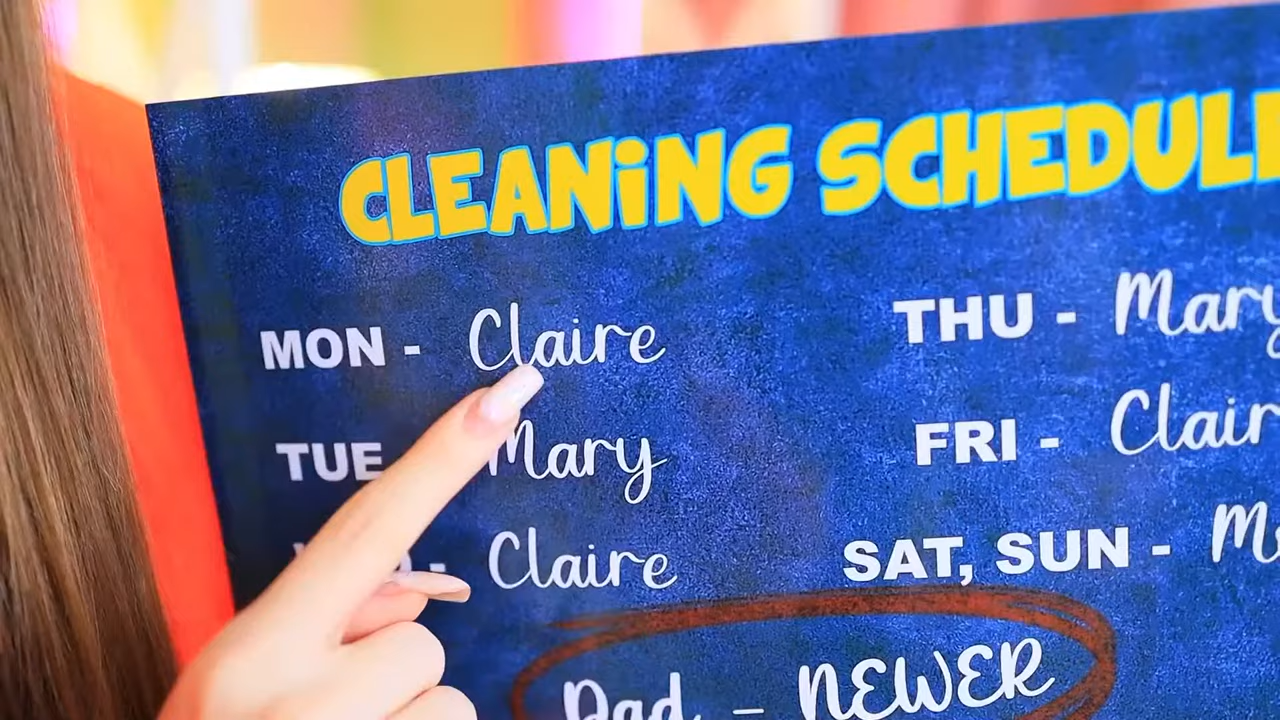 CLEANING SCHEDUL
MON - Claire
TUE Mary
- Claire
THU - Mary
FRI - Clair
SAT, SUN -
Dad - NEWER